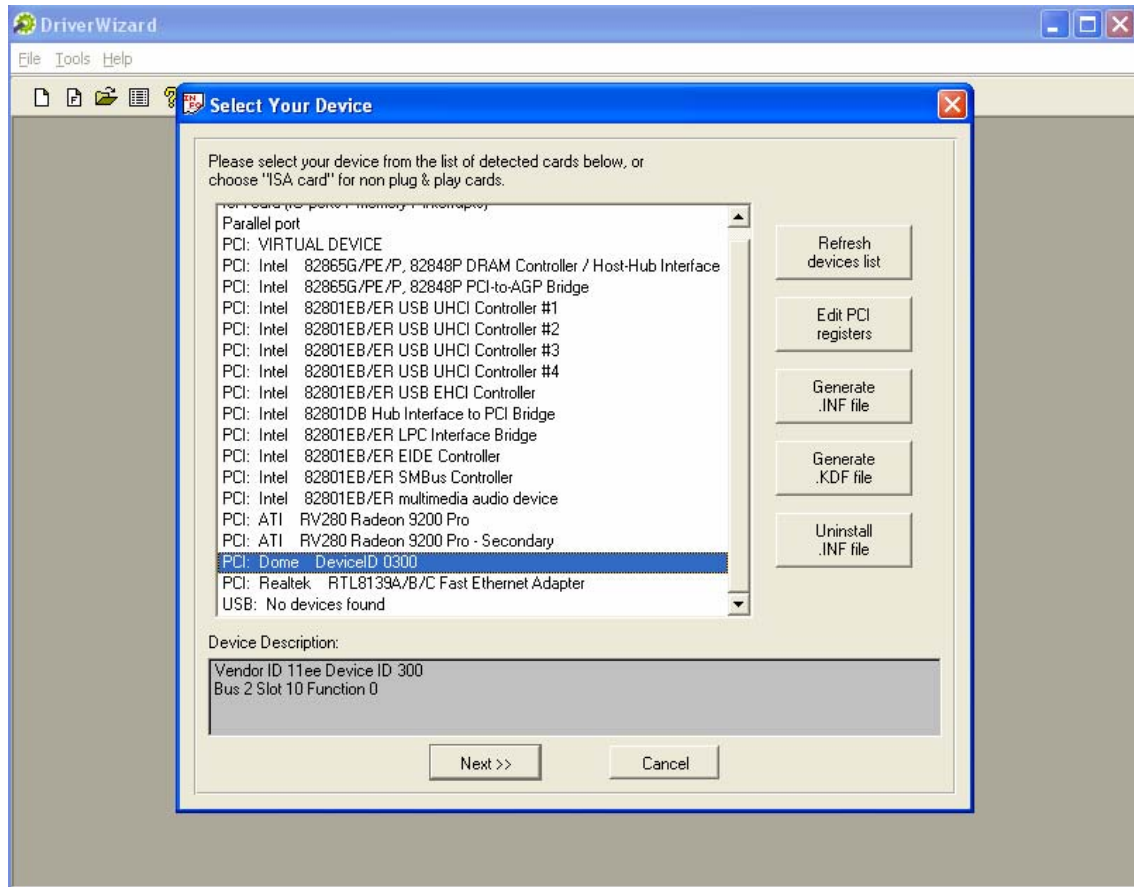 DriverWizard
File Tools Help
Select Your Device
Please select your device from the list of detected cards below, or
choose "ISA card" for non plug & play cards.
Parallel port
PCI: VIRTUAL DEVICE
PCI: Intel 82865G/PE/P, 82848P DRAM Controller / Host-Hub Interface
PCI: Intel 82865G/PE/P, 82848P PCI-to-AGP Bridge
PCI: Intel 82801EB/ER USB UHCI Controller #1
PCI: Intel 82801EB/ER USB UHCI Controller #2
PCI: Intel 82801EB/ER USB UHCI Controller #3
PCI: Intel 82801EB/ER USB UHCI Controller #4
PCI: Intel 82801EB/ER USB EHCI Controller
PCI: Intel 82801DB Hub Interface to PCI Bridge
PCI: Intel 82801EB/ER LPC Interface Bridge
PCI: Intel 82801EB/ER EIDE Controller
PCI: Intel 82801EB/ER SMBus Controller
PCI: Intel 82801EB/ER multimedia audio device
PCI: ATI RV280 Radeon 9200 Pro
PCI: ATI RV280 Radeon 9200 Pro - Secondary
PCI: Dome DeviceID 0300
PCI: Realtek RTL8139A/B/C Fast Ethernet Adapter
USB: No devices found
Refresh
devices list
Edit PCI
registers
Generate
.INF file
Generate
.KDF file
Uninstall
.INF file
Device Description:
Vendor ID 11ee Device ID 300
Bus 2 Slot 10 Function 0
Next >>
Cancel